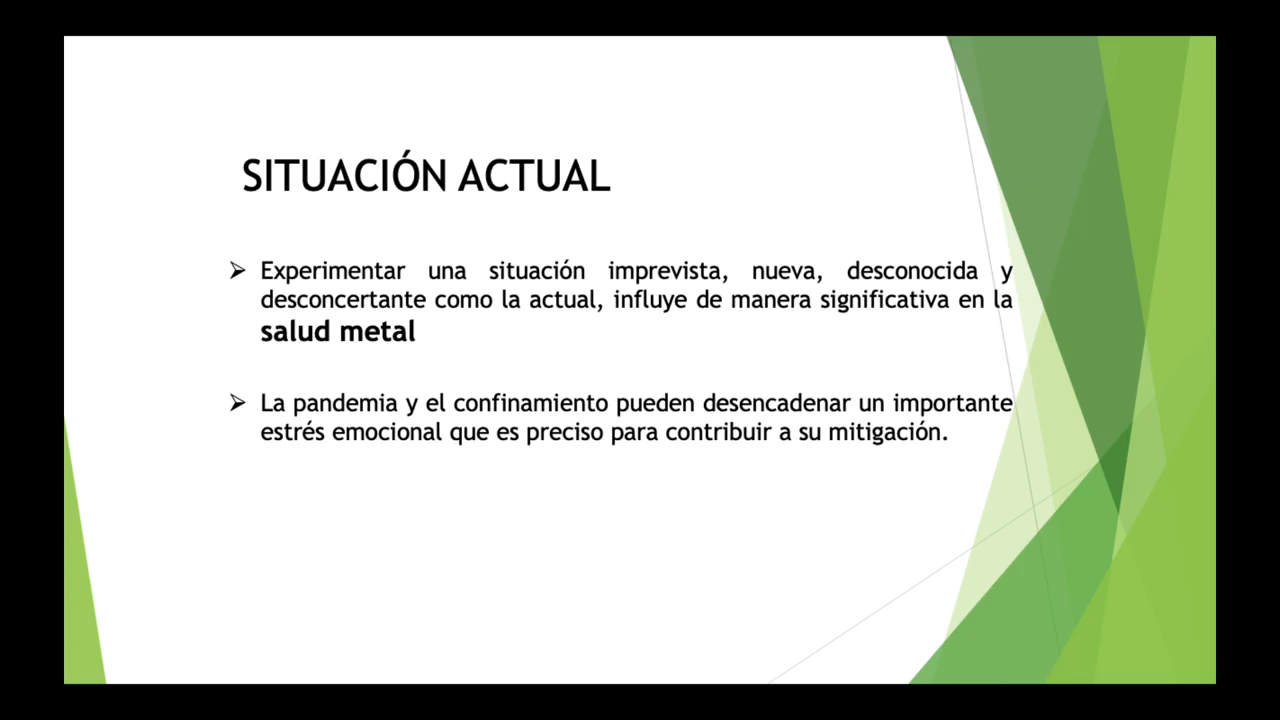 SITUACIÓN ACTUAL
➢ Experimentar una situación imprevista, nueva, desconocida y
desconcertante como la actual, influye de manera significativa en la
salud metal
➢ La pandemia y el confinamiento pueden desencadenar un importante
estrés emocional que es preciso para contribuir a su mitigación.